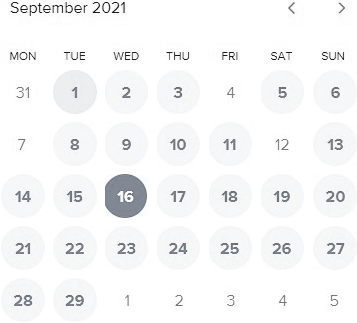 September 2021
MON TUE WED THU FRI SAT SUN
31 1 2 3 4 5 6
7 8 9 10 11 12 13
14 15 16 17 18 19 20
21 22 23 24 25 26 27
28 29 1 2 3 4 5